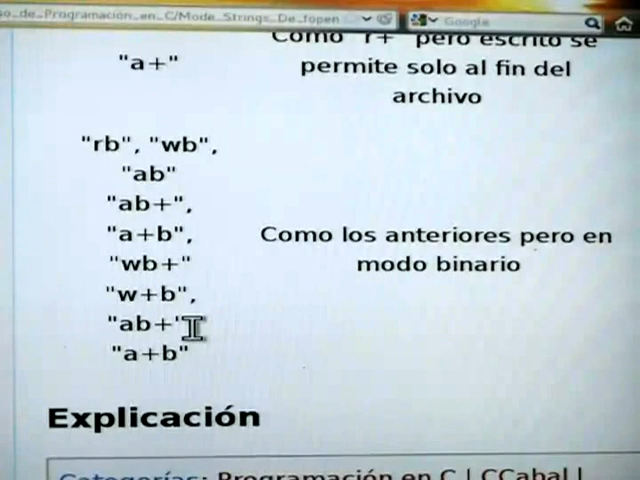 so_de_Programación_en_C/Mode_Strings_De_fopen
Google
Como "r+" pero escrito se
"a+"
permite solo al fin del
archivo
"rb", "wb",
"ab"
"ab+",
"a+b",
Como los anteriores pero en
"wb+"
modo binario
"w+b",
"ab+"
"a+b"
Explicación
Categorías: Programación en C | CCabal |